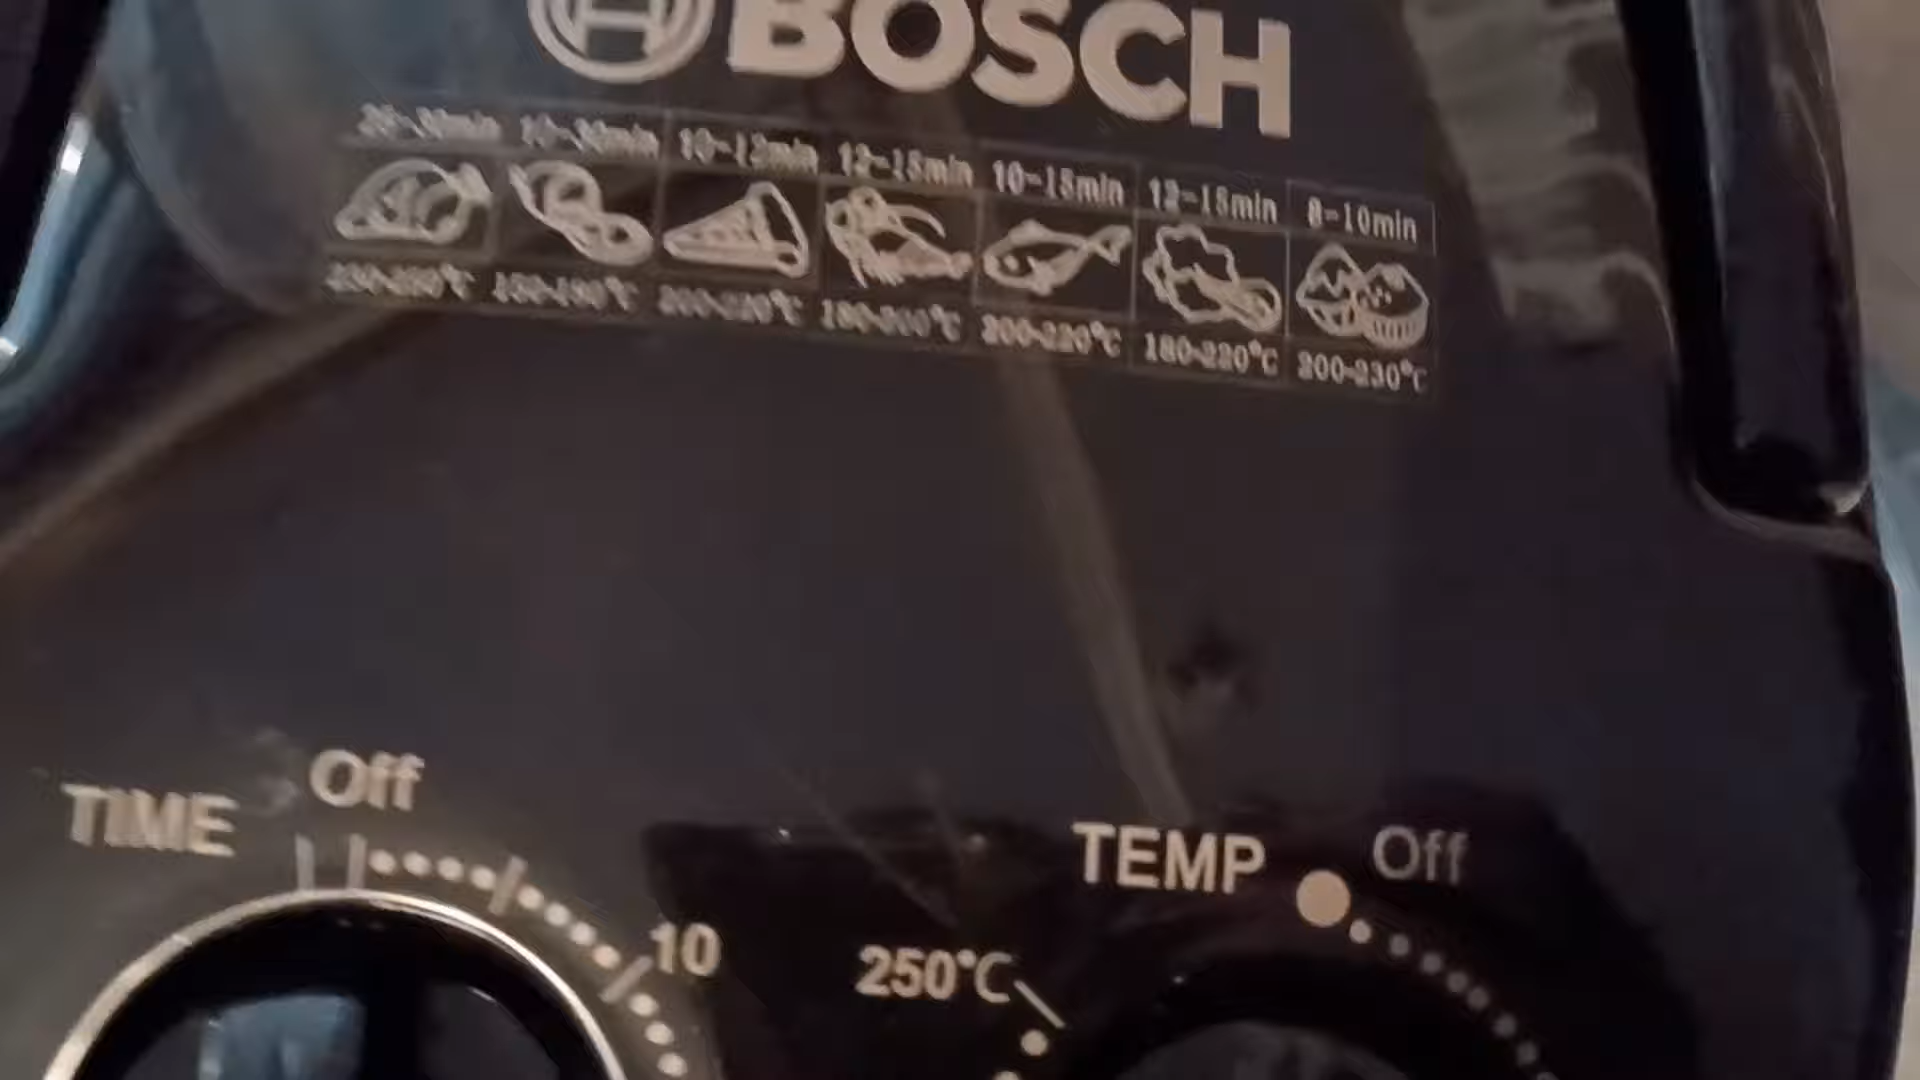 BOSCH
10-12min 12-15min 10-15min 12-15min 8-10min
200-220°C 180-200°C 200-220°C 180-220°C 200-230°C
TIME Off
TEMP Off
10
250°C